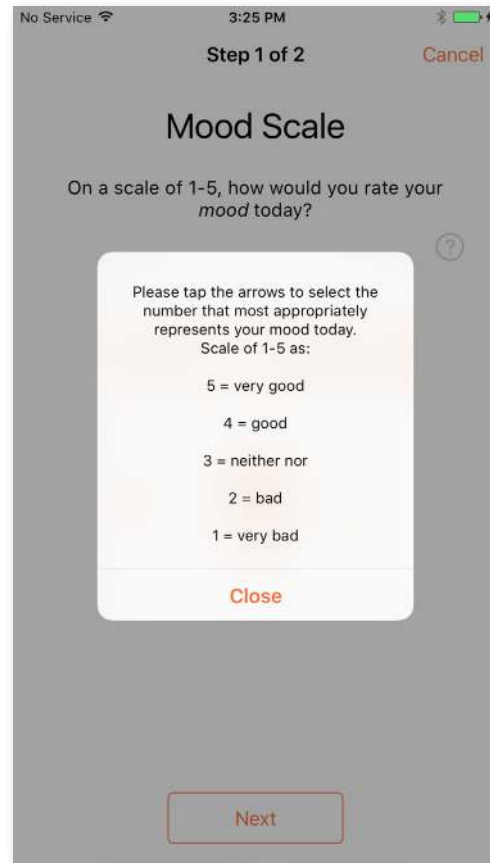 No Service 3:25 PM
Step 1 of 2 Cancel
Mood Scale
On a scale of 1-5, how would you rate your
mood today?
?
Please tap the arrows to select the
number that most appropriately
represents your mood today.
Scale of 1-5 as:
5 = very good
4 = good
3 = neither nor
2 = bad
1 = very bad
Close
Next